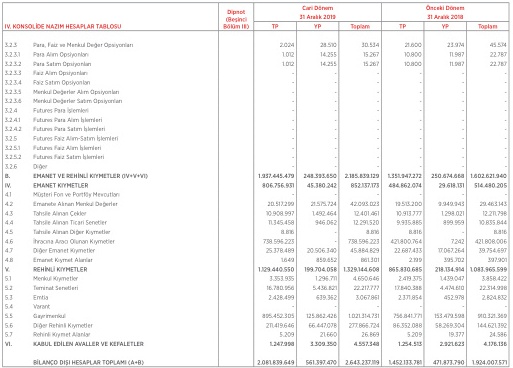 Dipnot Cari Dönem Önceki Dönem
(Beşinci 31 Aralık 2019 31 Aralık 2018
IV. KONSOLİDE NAZIM HESAPLAR TABLOSU Bölüm III) TP YP Toplam TP YP Toplam
3.2.3 Para, Faiz ve Menkul Değer Opsiyonları 2.024 28.510 30.534 21.600 23.974 45.574
3.2.3.1 Para Alım Opsiyonları 1.012 14.255 15.267 10.800 11.987 22.787
3.2.3.2 Para Satım Opsiyonları 1.012 14.255 15.267 10.800 11.987 22.787
3.2.3.3 Faiz Alım Opsiyonları - - - - - -
3.2.3.4 Faiz Satım Opsiyonları - - - - - -
3.2.3.5 Menkul Değerler Alım Opsiyonları - - - - - -
3.2.3.6 Menkul Değerler Satım Opsiyonları - - - - - -
3.2.4 Futures Para İşlemleri - - - - - -
3.2.4.1 Futures Para Alım İşlemleri - - - - - -
3.2.4.2 Futures Para Satım İşlemleri - - - - - -
3.2.5 Futures Faiz Alım-Satım İşlemleri - - - - - -
3.2.5.1 Futures Faiz Alım İşlemleri - - - - - -
3.2.5.2 Futures Faiz Satım İşlemleri - - - - - -
3.2.6 Diğer - - - - - -
B. EMANET VE REHİNLİ KIYMETLER (IV+V+VI) 1.937.445.479 248.393.650 2.185.839.129 1.351.947.272 250.674.668 1.602.621.940
IV. EMANET KIYMETLER 806.756.931 45.380.242 852.137.173 484.862.074 29.618.131 514.480.205
4.1 Müşteri Fon ve Portföy Mevcutları - - - - - -
4.2 Emanete Alınan Menkul Değerler 20.517.299 21.575.724 42.093.023 19.513.200 9.949.943 29.463.143
4.3 Tahsile Alınan Çekler 10.908.997 1.492.464 12.401.461 10.913.777 1.298.021 12.211.798
4.4 Tahsile Alınan Ticari Senetler 11.345.458 946.062 12.291.520 9.935.885 899.959 10.835.844
4.5 Tahsile Alınan Diğer Kıymetler 8.816 - 8.816 8.816 - 8.816
4.6 İhracına Aracı Olunan Kıymetler 738.596.223 - 738.596.223 421.800.764 7.242 421.808.006
4.7 Diğer Emanet Kıymetler 25.378.489 20.506.340 45.884.829 22.687.433 17.067.264 39.754.697
4.8 Emanet Kıymet Alanlar 1.649 859.652 861.301 2.199 395.702 397.901
V. REHİNLİ KIYMETLER 1.129.440.550 199.704.058 1.329.144.608 865.830.685 218.134.914 1.083.965.599
5.1 Menkul Kıymetler 3.353.935 1.296.711 4.650.646 2.419.375 1.439.047 3.858.422
5.2 Teminat Senetleri 16.780.956 5.436.821 22.217.777 17.840.388 4.474.610 22.314.998
5.3 Emtia 2.428.499 639.362 3.067.861 2.371.854 452.978 2.824.832
5.4 Varant - - - - - -
5.5 Gayrimenkul 895.452.305 125.862.426 1.021.314.731 756.841.771 153.479.598 910.321.369
5.6 Diğer Rehinli Kıymetler 211.419.646 66.447.078 277.866.724 86.352.088 58.269.304 144.621.392
5.7 Rehinli Kıymet Alanlar 5.209 21.660 26.869 5.209 19.377 24.586
VI. KABUL EDİLEN AVALLER VE KEFALETLER 1.247.998 3.309.350 4.557.348 1.254.513 2.921.623 4.176.136
BİLANÇO DIŞI HESAPLAR TOPLAMI (A+B) 2.081.839.649 561.397.470 2.643.237.119 1.452.133.781 471.873.790 1.924.007.571